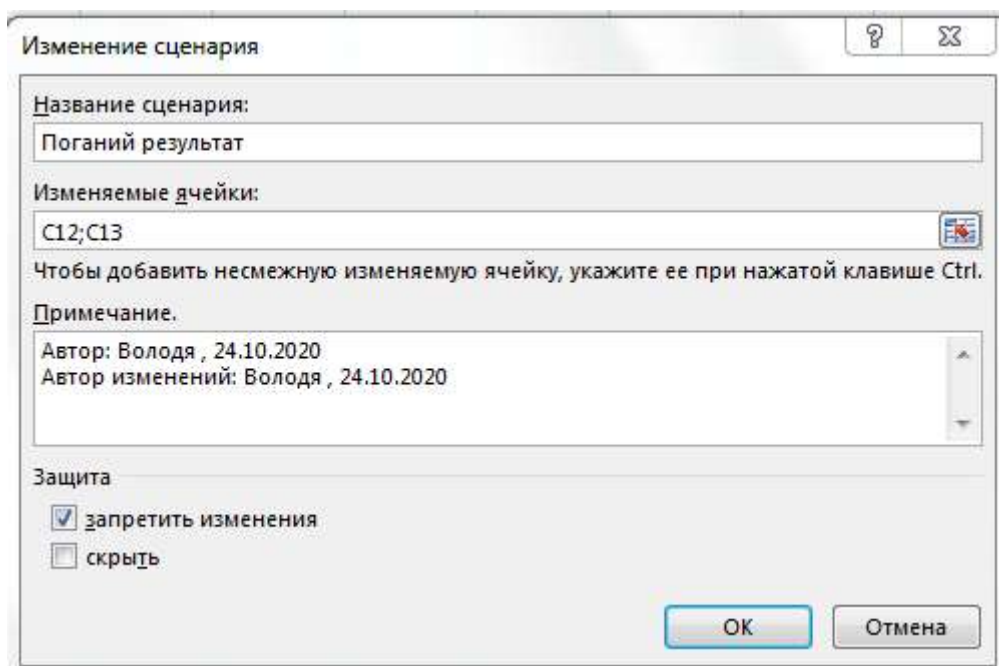 Изменение сценария
Название сценария:
Поганий результат
Изменяемые ячейки:
C12;C13
Чтобы добавить несмежную изменяемую ячейку, укажите ее при нажатой клавише Ctrl.
Примечание.
Автор: Володя , 24.10.2020
Автор изменений: Володя , 24.10.2020
Защита
запретить изменения
скрыть
ОК
Отмена